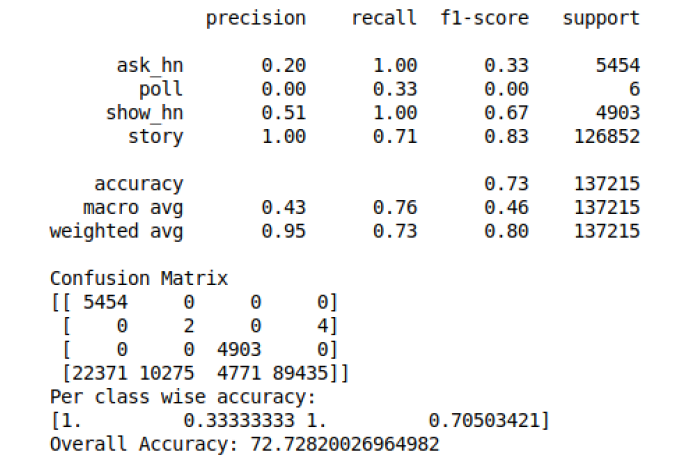 precision recall f1-score support
ask_hn 0.20 1.00 0.33 5454
poll 0.00 0.33 0.00 6
show_hn 0.51 1.00 0.67 4903
story 1.00 0.71 0.83 126852
accuracy 0.73 137215
macro avg 0.43 0.76 0.46 137215
weighted avg 0.95 0.73 0.80 137215
Confusion Matrix
[[ 5454 0 0 0]
[ 0 2 0 4]
[ 0 0 4903 0]
[22371 10275 4771 89435]]
Per class wise accuracy:
[1. 0.33333333 1. 0.70503421]
Overall Accuracy: 72.72820026964982